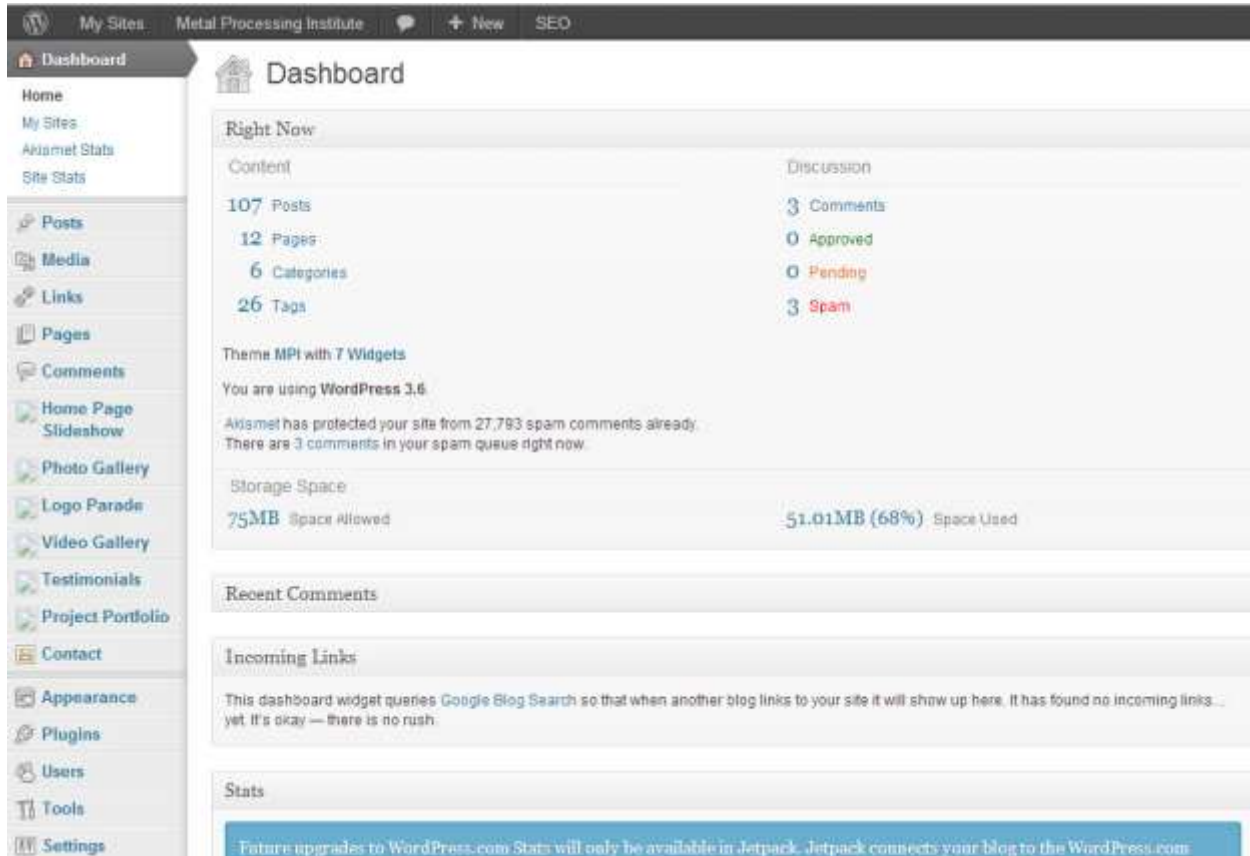 My Sites Metal Processing Institute + New SEO
Dashboard
Home
My Sites
Akismet Stats
Site Stats
Posts
Media
Links
Pages
Comments
Home Page
Slideshow
Photo Gallery
Logo Parade
Video Gallery
Testimonials
Project Portfolio
Contact
Appearance
Plugins
Users
Tools
Settings
Dashboard
Right Now
Content
107 Posts
12 Pages
6 Categories
26 Tags
Discussion
3 Comments
0 Approved
0 Pending
3 Spam
Theme MPI with 7 Widgets
You are using WordPress 3.6.
Akismet has protected your site from 27,793 spam comments already.
There are 3 comments in your spam queue right now.
Storage Space
75MB Space Allowed
51.01MB (68%) Space Used
Recent Comments
Incoming Links
This dashboard widget queries Google Blog Search so that when another blog links to your site it will show up here. It has found no incoming links…
yet. It's okay — there is no rush.
Stats
Future upgrades to WordPress.com Stats will only be available in Jetpack. Jetpack connects your blog to the WordPress.com